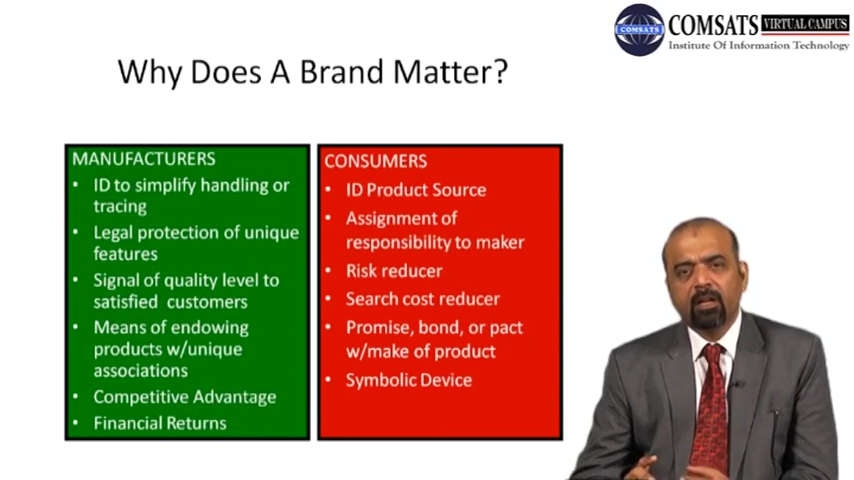 COMSATS VIRTUAL CAMPUS
COMSATS
Institute Of Information Technology
Why Does A Brand Matter?
MANUFACTURERS
• ID to simplify handling or
tracing
• Legal protection of unique
features
• Signal of quality level to
satisfied customers
• Means of endowing
products w/unique
associations
• Competitive Advantage
• Financial Returns
CONSUMERS
• ID Product Source
• Assignment of
responsibility to maker
• Risk reducer
• Search cost reducer
• Promise, bond, or pact
w/make of product
• Symbolic Device